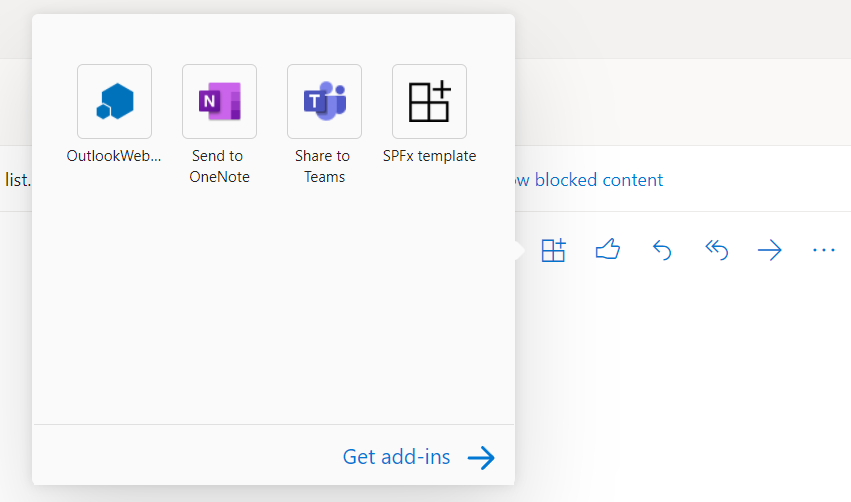 OutlookWeb...
Send to
OneNote
Share to
Teams
SPFx template
list.
blocked content
Get add-ins